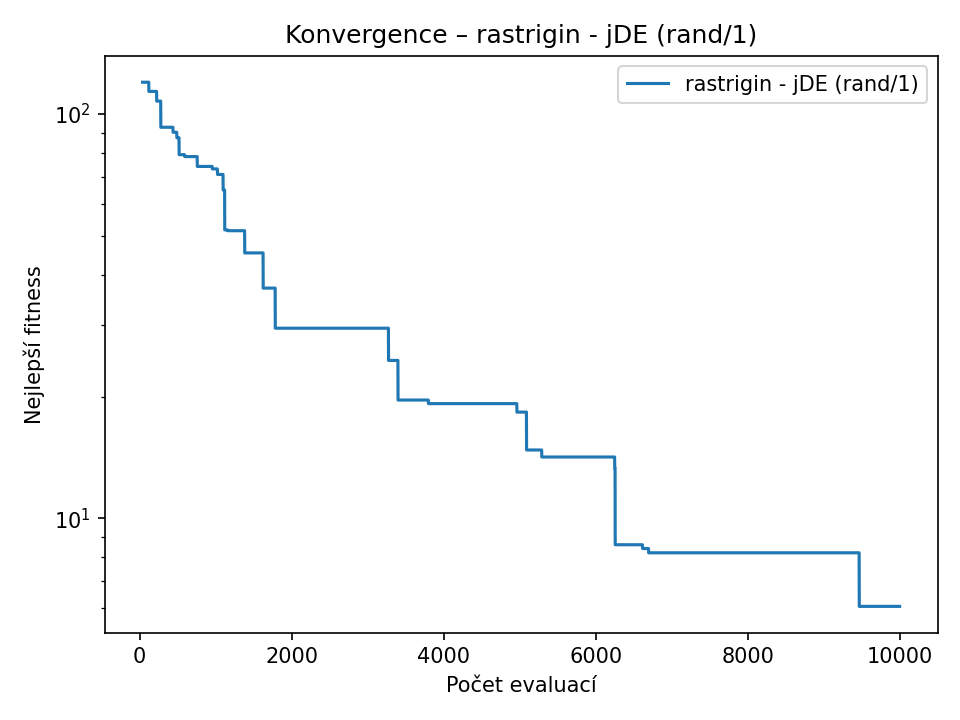 Konvergence – rastrigin - jDE (rand/1)
rastrigin - jDE (rand/1)
10²
10¹
Nejlepší fitness
0 2000 4000 6000 8000 10000
Počet evaluací